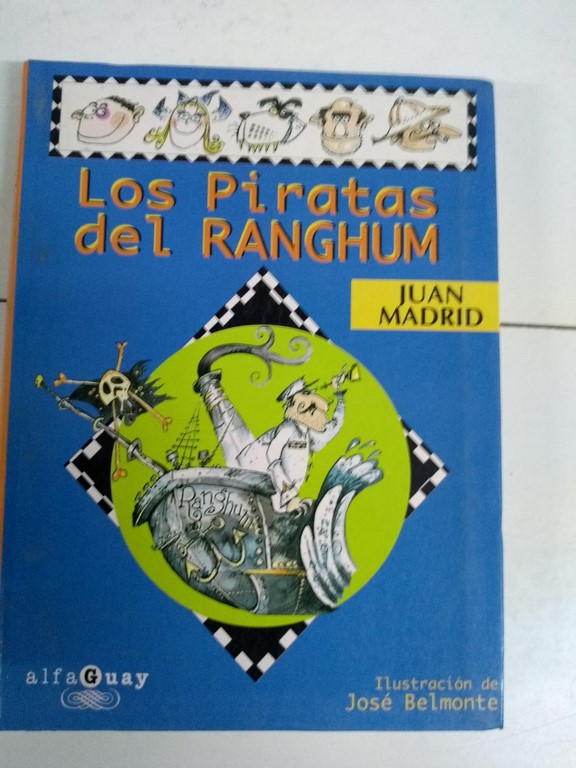 Los Piratas
del RANGHUM
JUAN
MADRID
Ranghum
alfaGuay
Ilustración de
José Belmonte